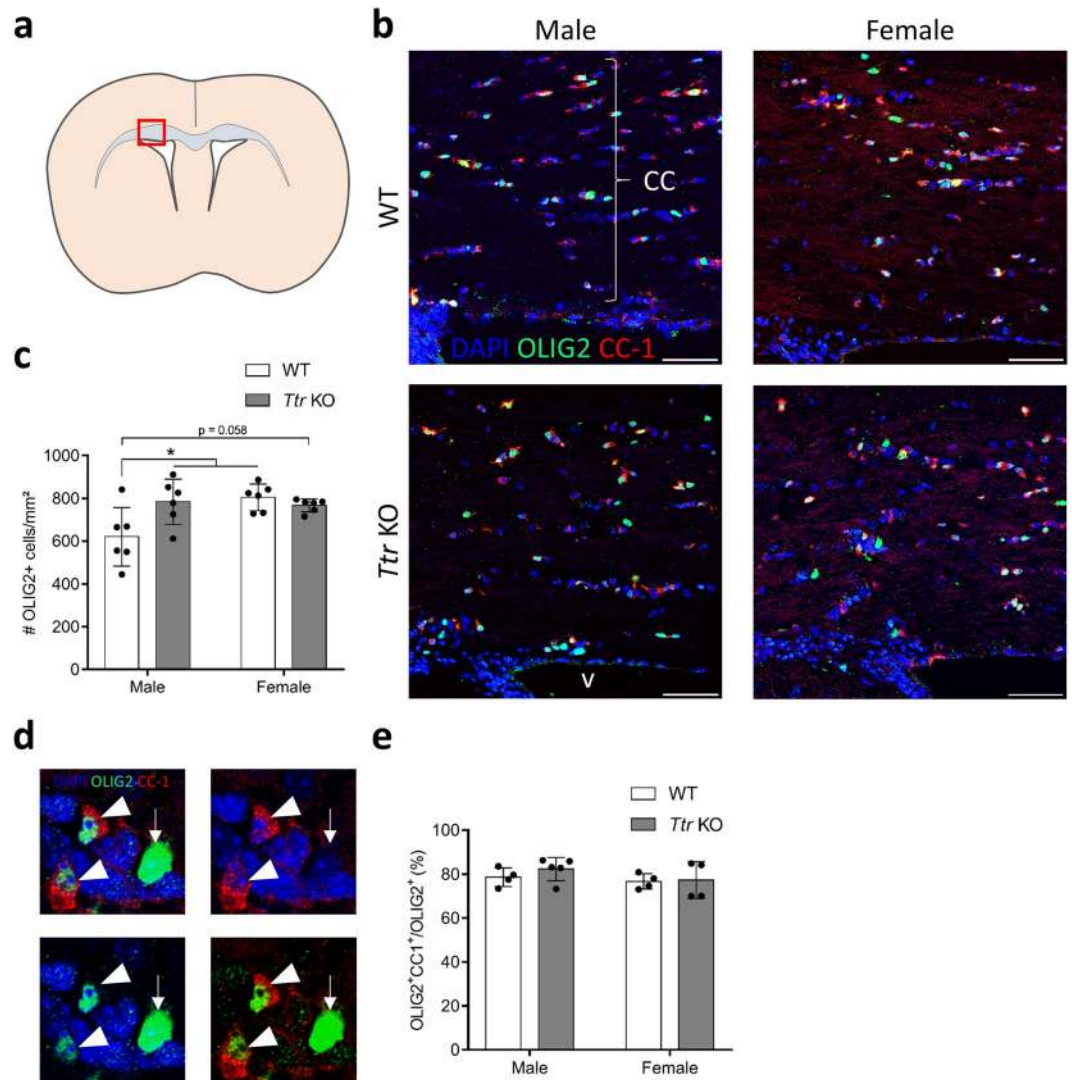 a
b
Male
Female
WT
CC
DAPI OLIG2 CC-1
Ttr KO
v
c
WT
Ttr KO
p = 0.058
*
# OLIG2+ cells/mm²
1000
800
600
400
200
0
Male
Female
d
DAPI OLIG2 CC-1
e
WT
Ttr KO
OLIG2⁺CC1⁺/OLIG2⁺ (%)
100
80
60
40
20
0
Male
Female